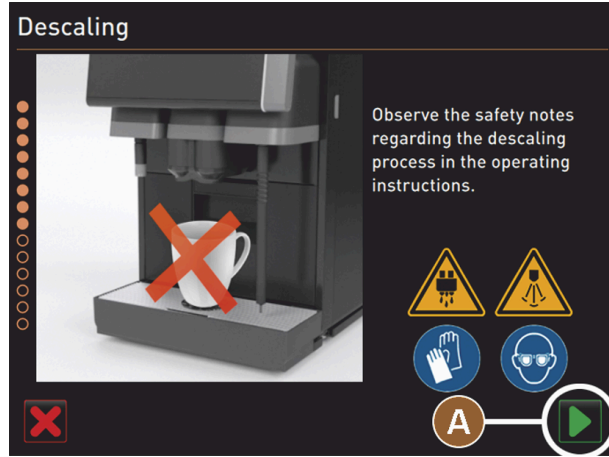 Descaling
Observe the safety notes
regarding the descaling
process in the operating
instructions.
A